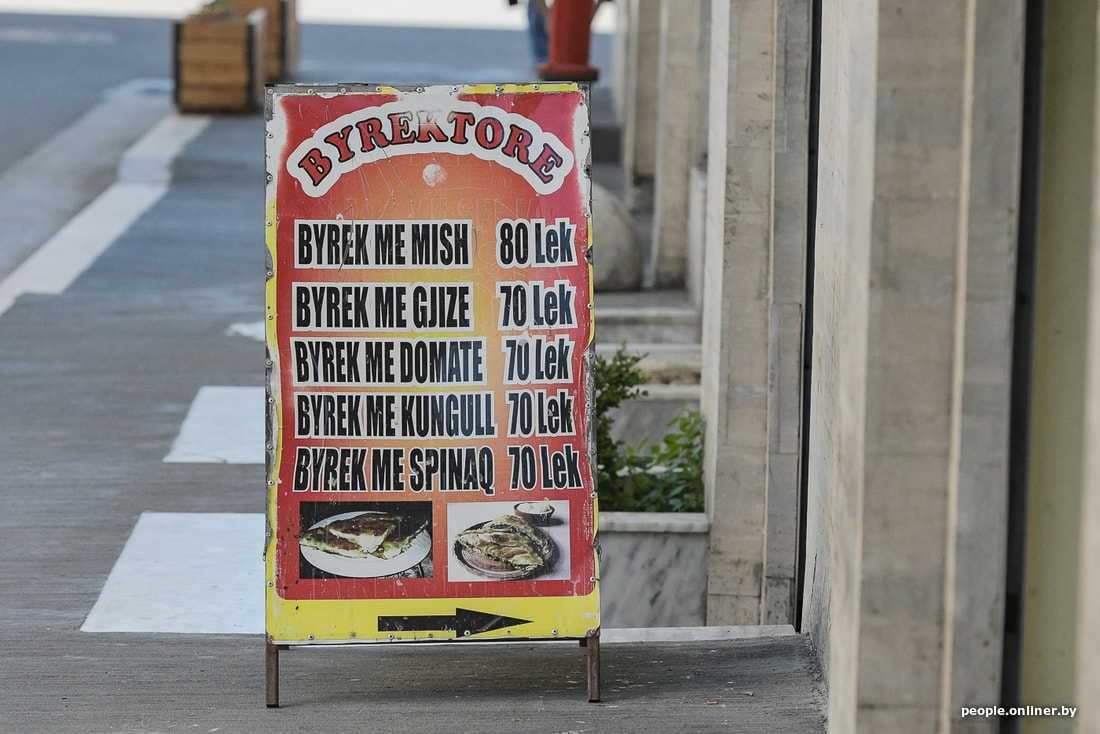 BYREKTORE
BYREK ME MISH 80 Lek
BYREK ME GJIZE 70 Lek
BYREK ME DOMATE 70 Lek
BYREK ME KUNGULL 70 Lek
BYREK ME SPINAQ 70 Lek
people.onliner.by